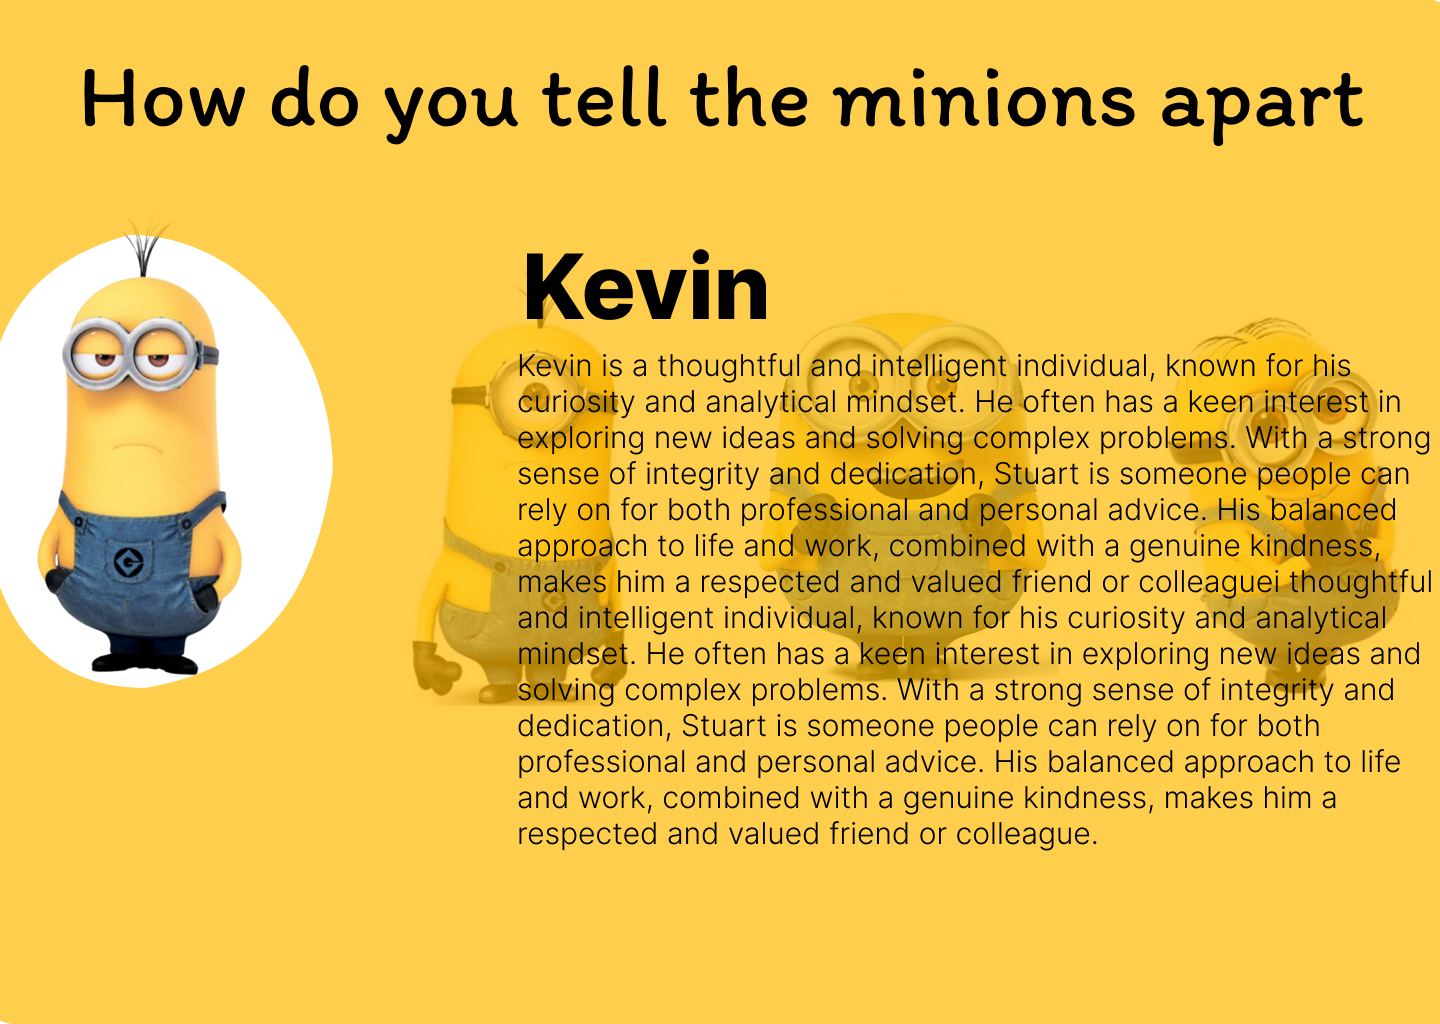 How do you tell the minions apart
Kevin
Kevin is a thoughtful and intelligent individual, known for his
curiosity and analytical mindset. He often has a keen interest in
exploring new ideas and solving complex problems. With a strong
sense of integrity and dedication, Stuart is someone people can
rely on for both professional and personal advice. His balanced
approach to life and work, combined with a genuine kindness,
makes him a respected and valued friend or colleaguei thoughtful
and intelligent individual, known for his curiosity and analytical
mindset. He often has a keen interest in exploring new ideas and
solving complex problems. With a strong sense of integrity and
dedication, Stuart is someone people can rely on for both
professional and personal advice. His balanced approach to life
and work, combined with a genuine kindness, makes him a
respected and valued friend or colleague.